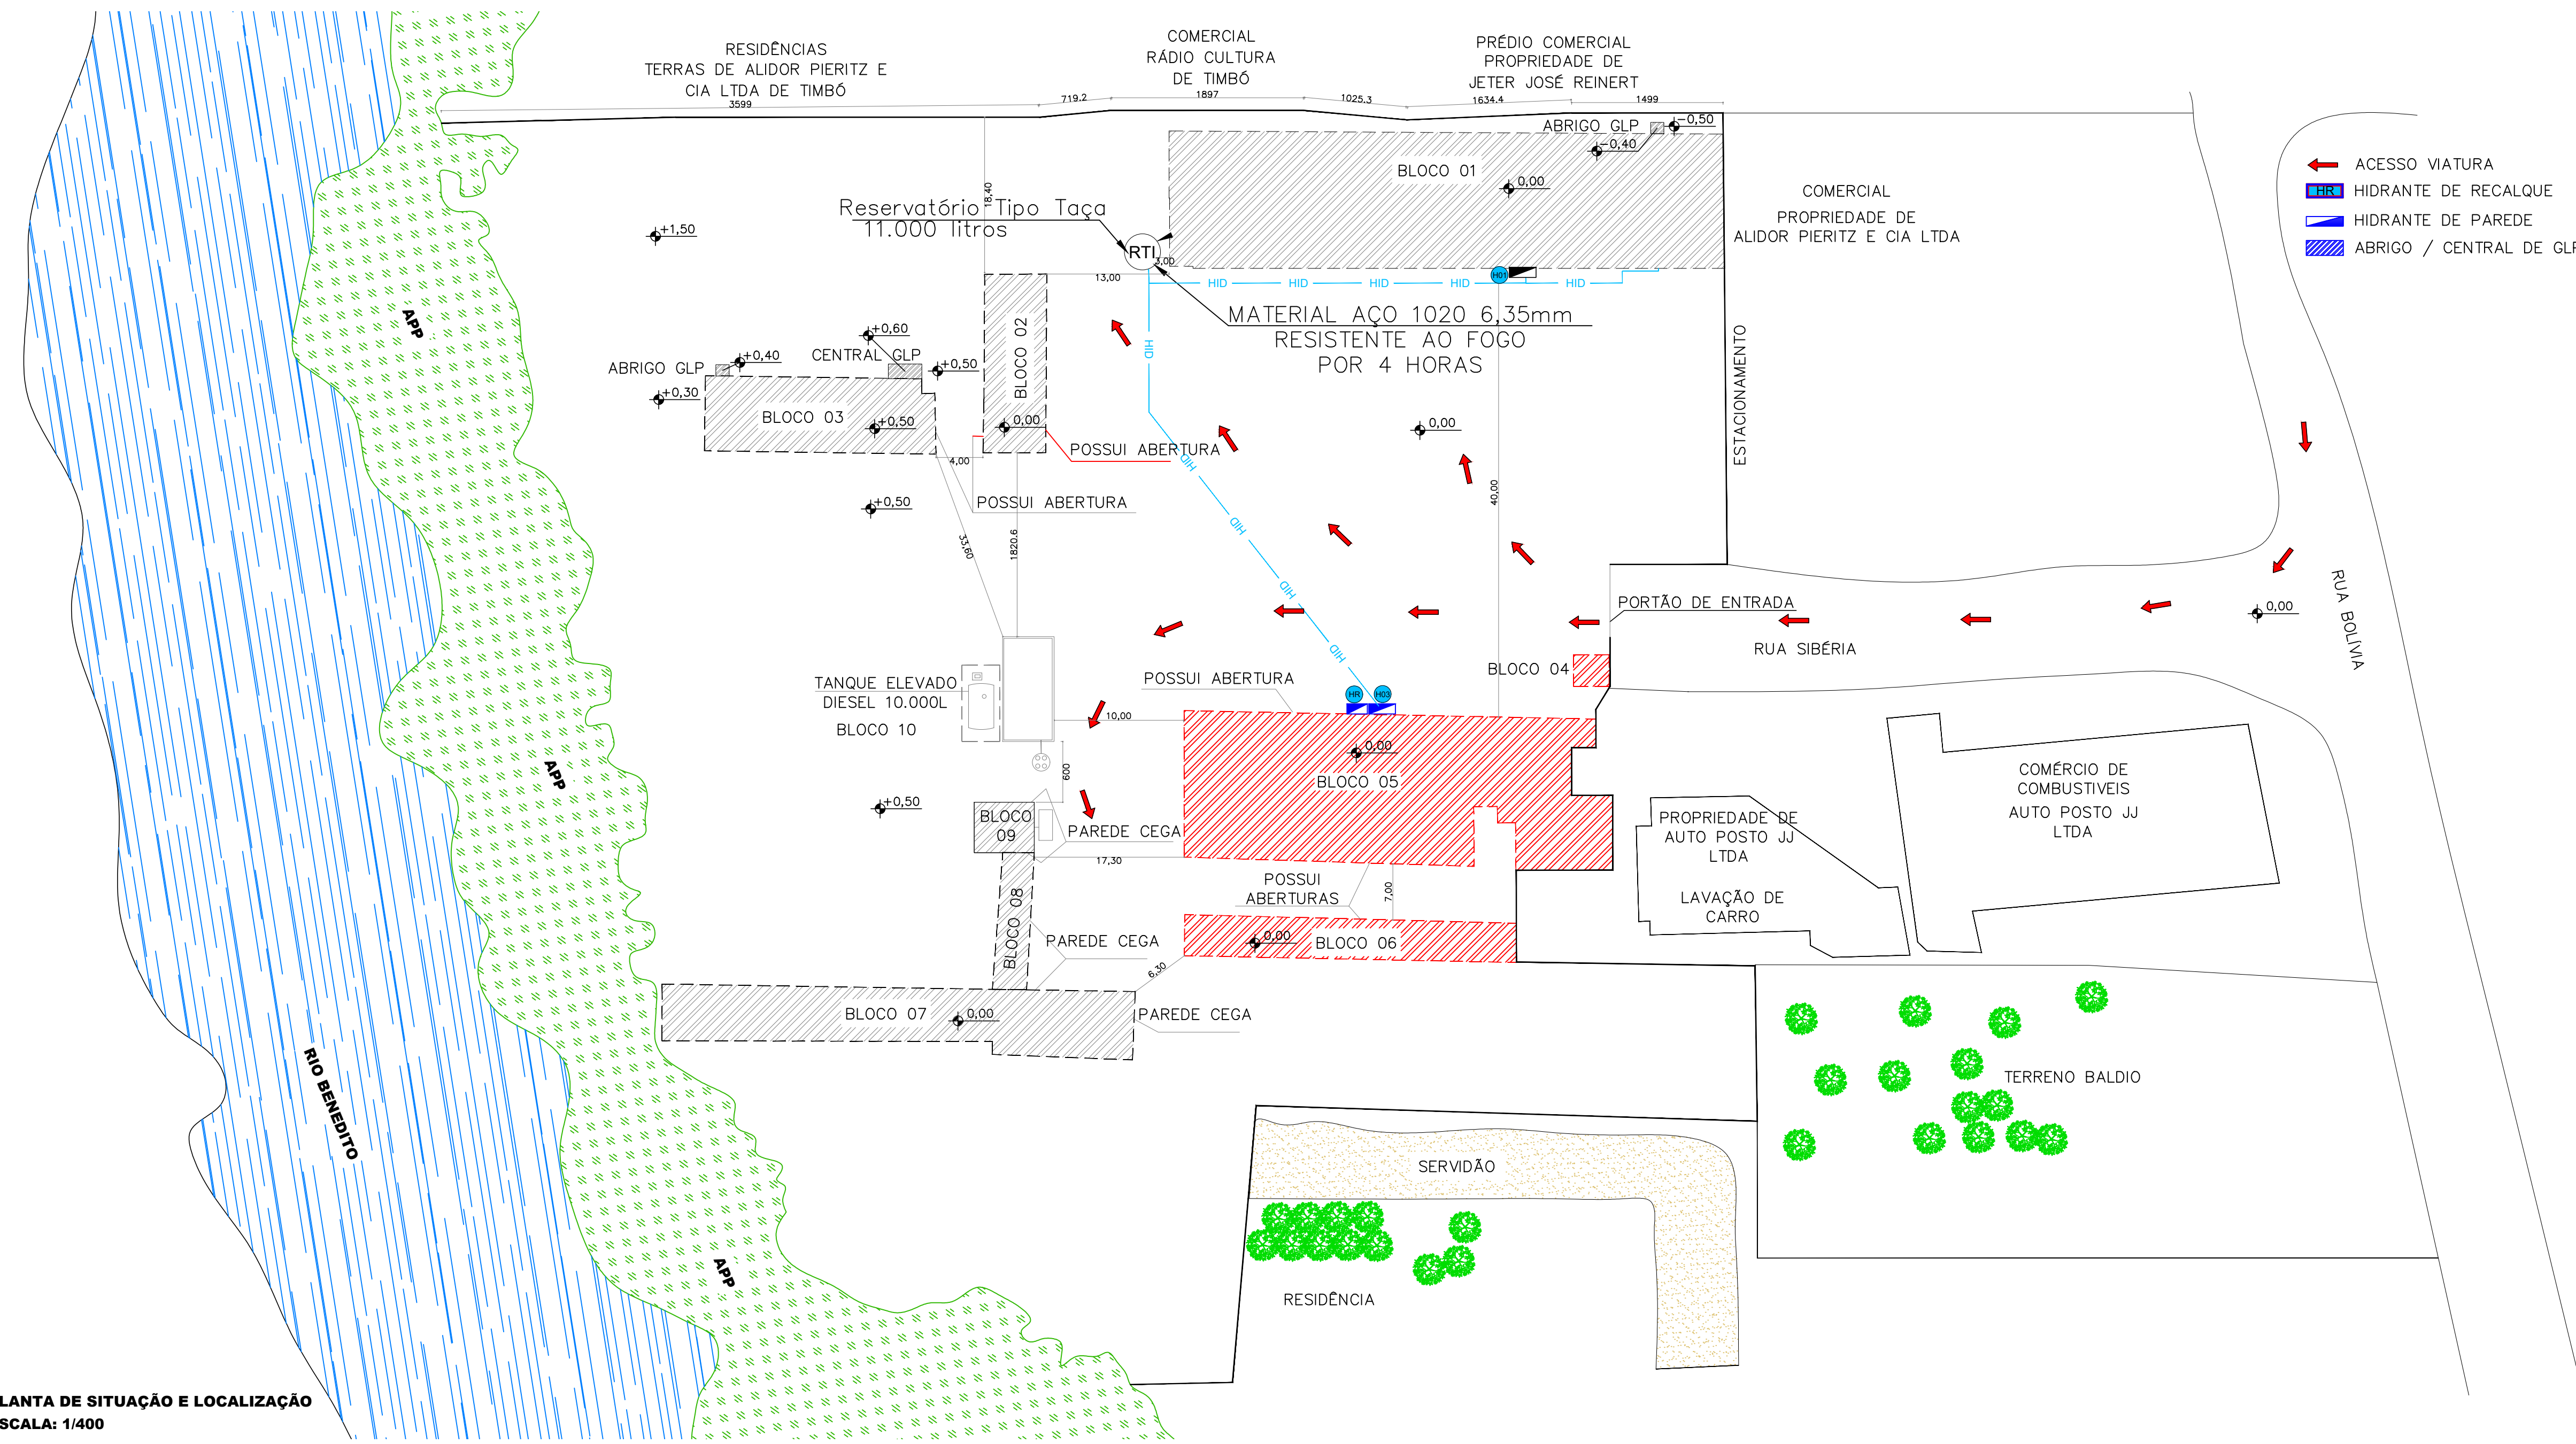 RESIDÊNCIAS
TERRAS DE ALIDOR PIERITZ E
CIA LTDA DE TIMBÓ
COMERCIAL
RÁDIO CULTURA
DE TIMBÓ
PRÉDIO COMERCIAL
PROPRIEDADE DE
JETER JOSÉ REINERT
3599
719.2
1897
1025.3
1634.4
1499
ABRIGO GLP
-0,50
-0,40
BLOCO 01
0,00
ACESSO VIATURA
HR
HIDRANTE DE RECALQUE
HIDRANTE DE PAREDE
ABRIGO / CENTRAL DE GLP
COMERCIAL
PROPRIEDADE DE
ALIDOR PIERITZ E CIA LTDA
18,40
Reservatório Tipo Taça
11.000 litros
RTI
3,00
+1,50
13,00
H01
HID
HID
HID
HID
HID
MATERIAL AÇO 1020 6,35mm
RESISTENTE AO FOGO
POR 4 HORAS
APP
+0,60
ABRIGO GLP
+0,40
CENTRAL GLP
+0,50
BLOCO 02
HID
+0,30
BLOCO 03
+0,50
0,00
0,00
ESTACIONAMENTO
POSSUI ABERTURA
4,00
HID
POSSUI ABERTURA
+0,50
33,60
1820.6
40,00
HID
HID
HID
PORTÃO DE ENTRADA
0,00
RUA SIBÉRIA
RUA BOLÍVIA
BLOCO 04
TANQUE ELEVADO
DIESEL 10.000L
BLOCO 10
POSSUI ABERTURA
HR
H03
10,00
APP
600
+0,50
0,00
BLOCO 05
BLOCO
09
PAREDE CEGA
17,30
COMÉRCIO DE
COMBUSTIVEIS
AUTO POSTO JJ
LTDA
PROPRIEDADE DE
AUTO POSTO JJ
LTDA
LAVAÇÃO DE
CARRO
POSSUI
ABERTURAS
7,00
BLOCO 08
PAREDE CEGA
0,00
BLOCO 06
6,30
BLOCO 07
0,00
PAREDE CEGA
RIO BENEDITO
TERRENO BALDIO
SERVIDÃO
APP
RESIDÊNCIA
LANTA DE SITUAÇÃO E LOCALIZAÇÃO
SCALA: 1/400